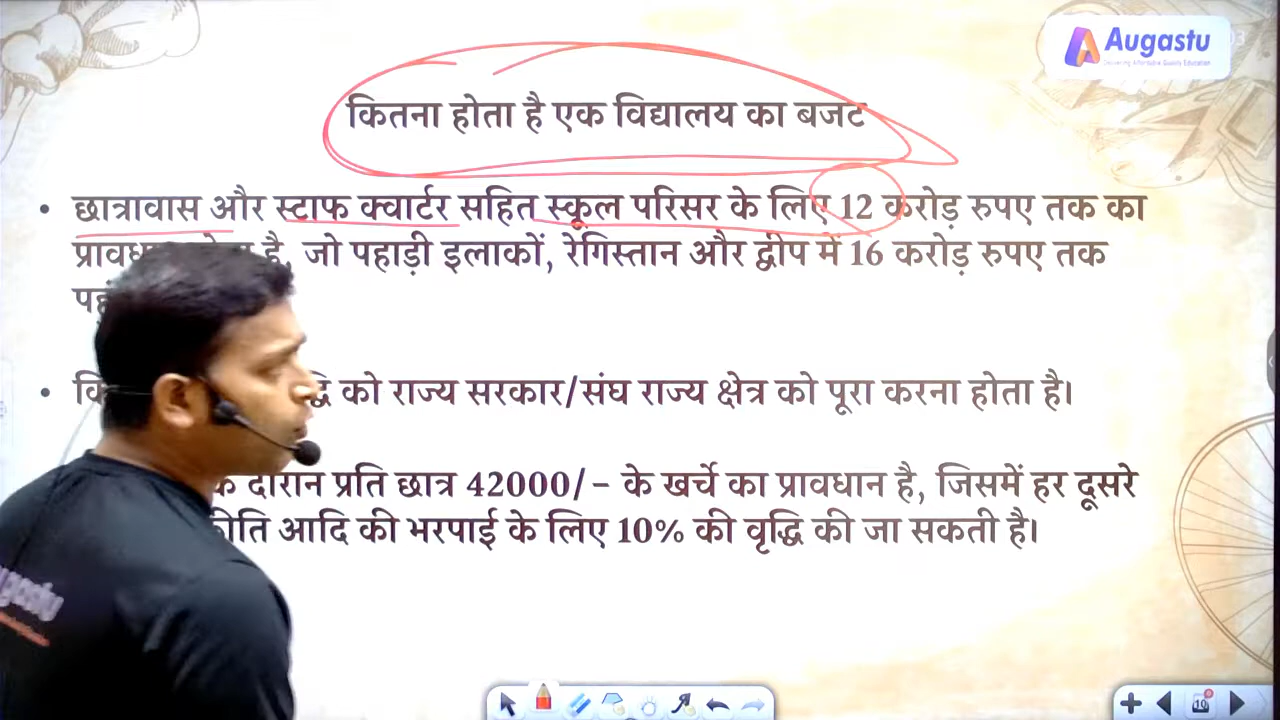 Augastu
कितना होता है एक विद्यालय का बजट
• छात्रावास और स्टाफ क्वार्टर सहित स्कूल परिसर के लिए 12 करोड़ रुपए तक का
है, जो पहाड़ी इलाकों, रेगिस्तान और द्वीप में 16 करोड़ रुपए तक
• को राज्य सरकार/संघ राज्य क्षेत्र को पूरा करना होता है।
दौरान प्रति छात्र 42000/- के खर्चे का प्रावधान है, जिसमें हर दूसरे
आदि की भरपाई के लिए 10% की वृद्धि की जा सकती है।